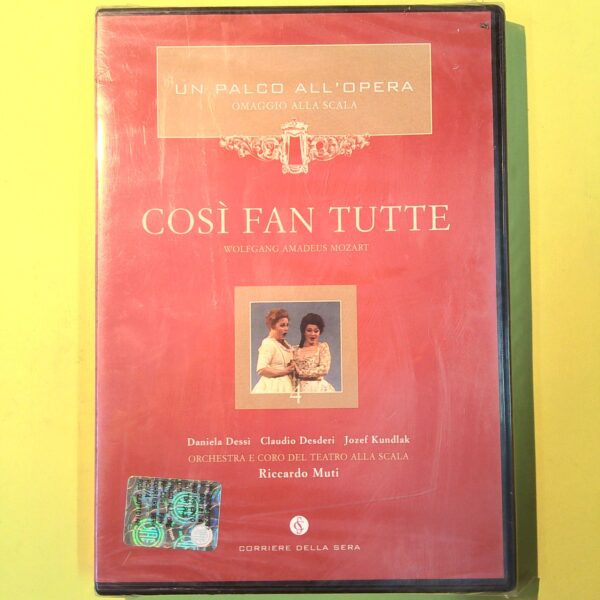 UN PALCO ALL'OPERA
OMAGGIO ALLA SCALA
COSÌ FAN TUTTE
WOLFGANG AMADEUS MOZART
4
Daniela Dessì Claudio Desderi Jozef Kundlak
ORCHESTRA E CORO DEL TEATRO ALLA SCALA
Riccardo Muti
CORRIERE DELLA SERA